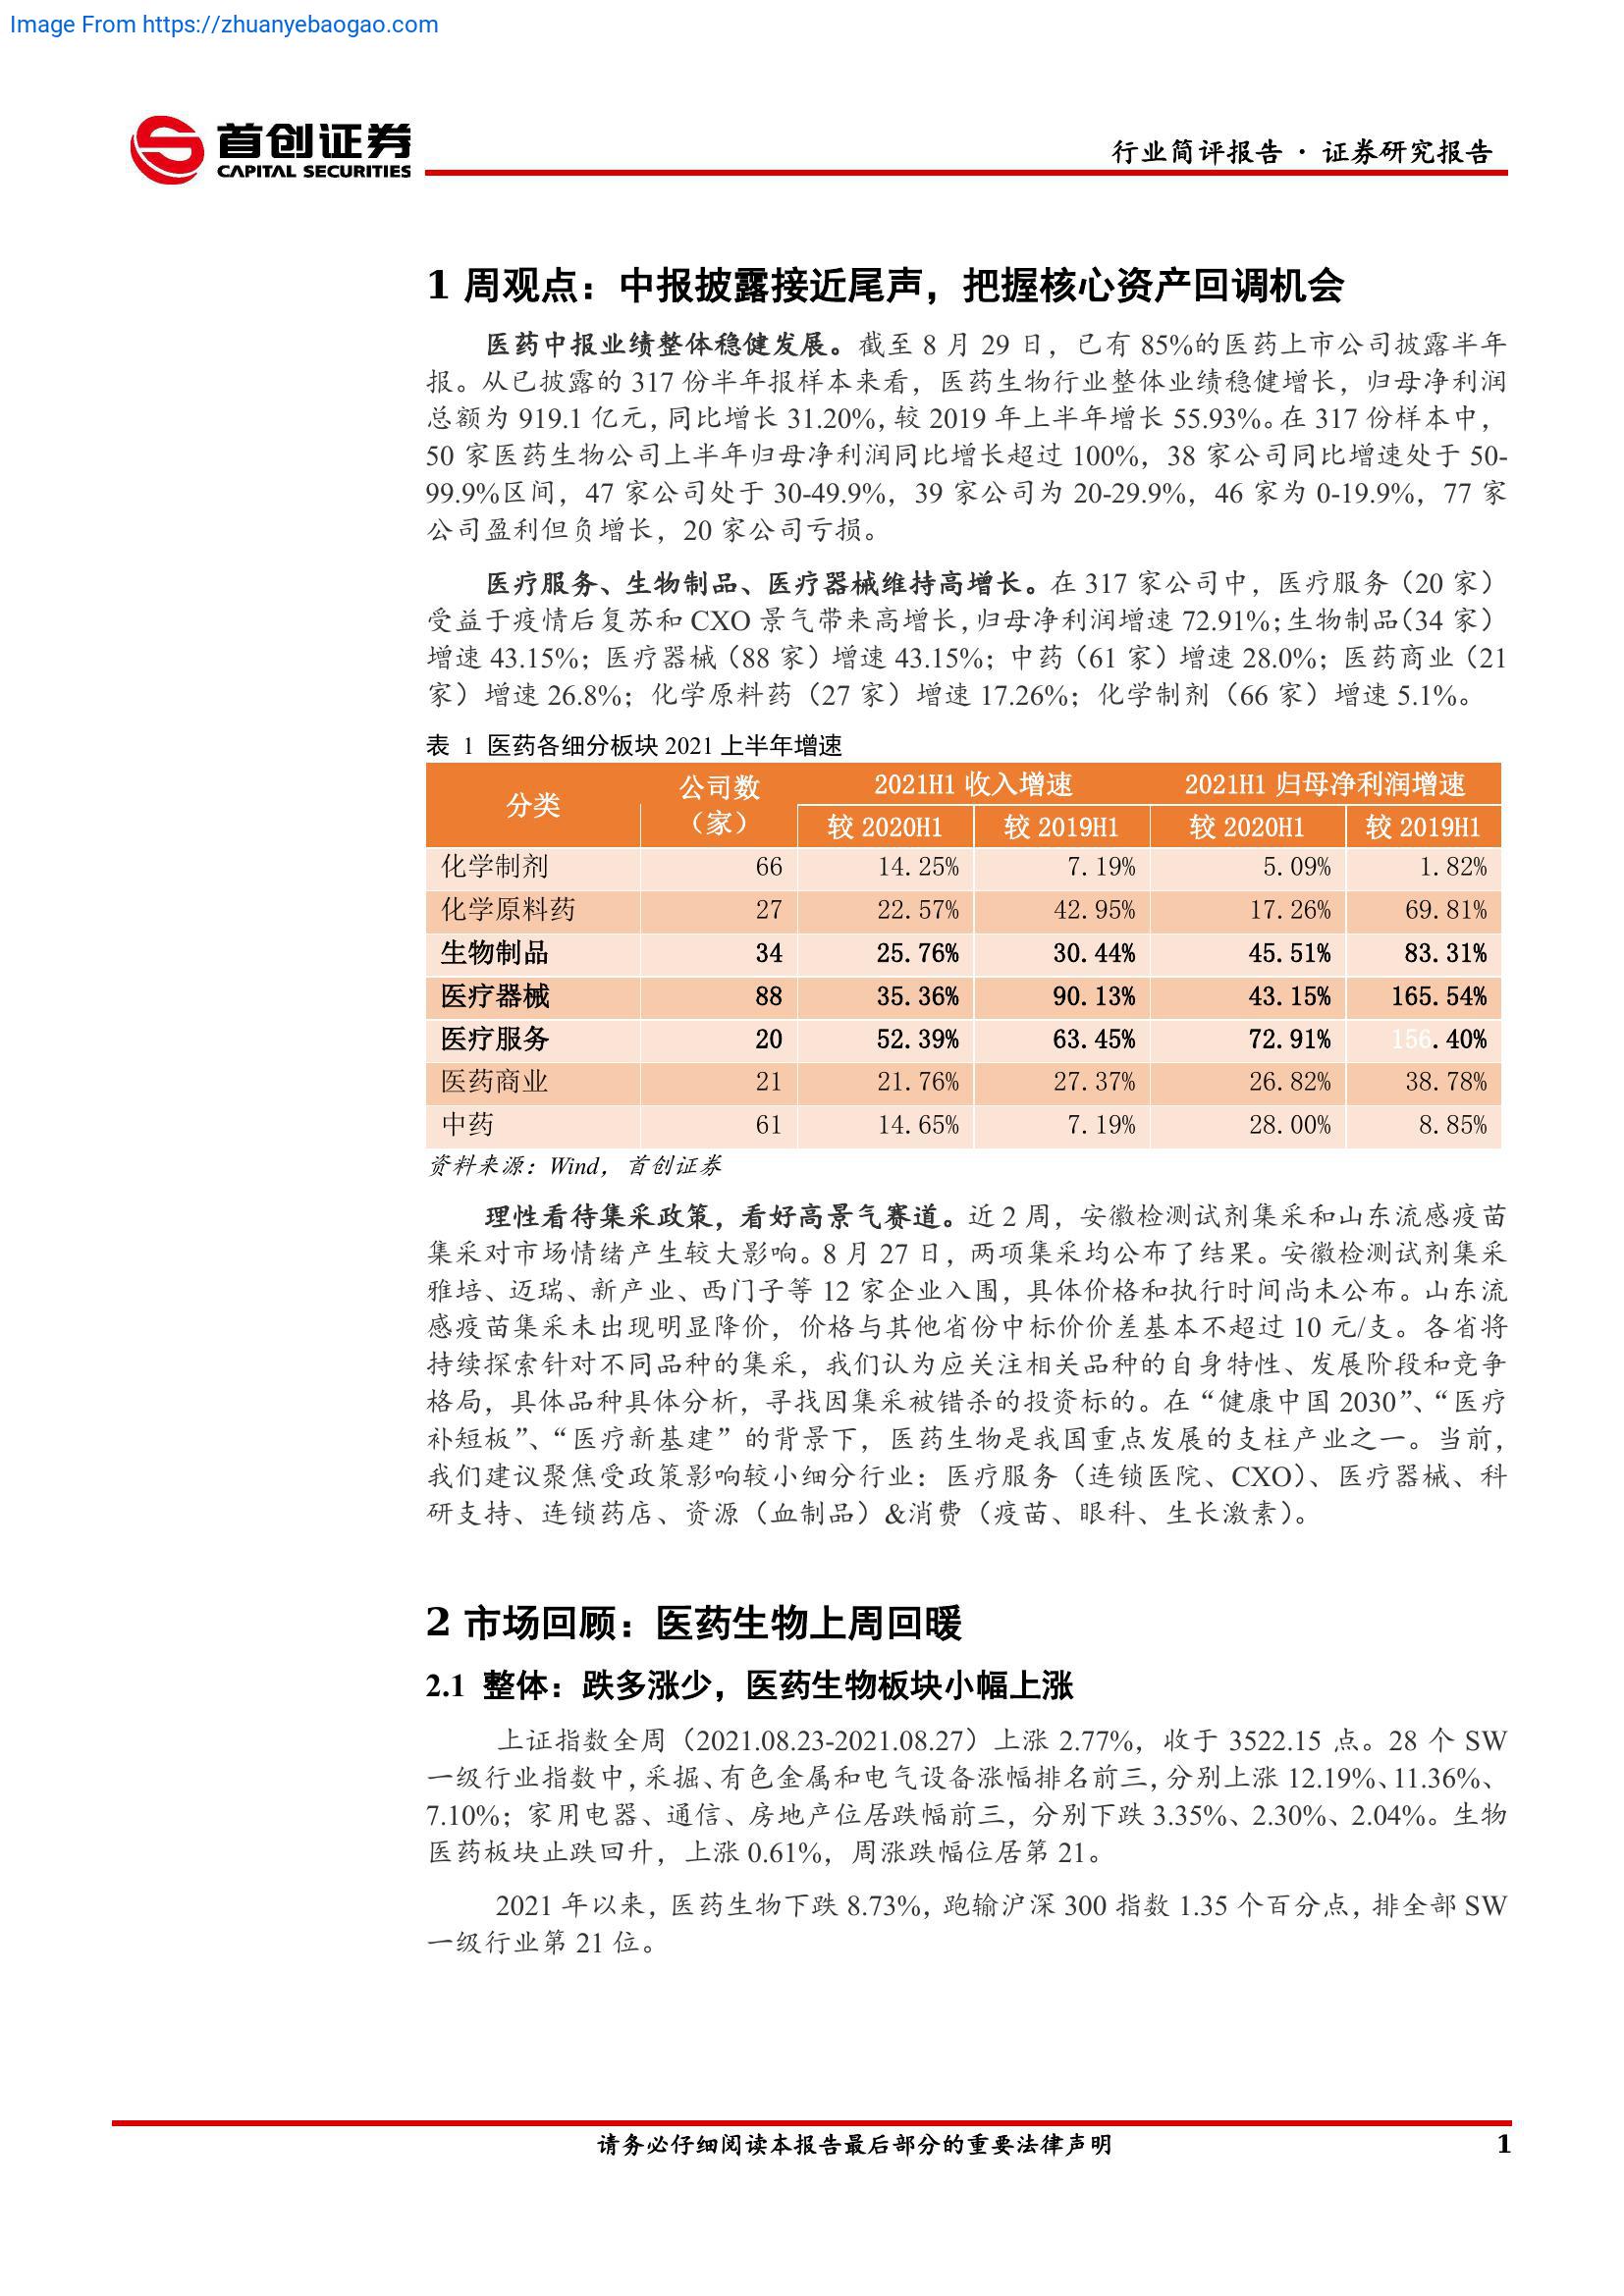 Image From https://zhuanyebaogao.com
首创证券
CAPITAL SECURITIES
行业简评报告 · 证券研究报告
1 周观点：中报披露接近尾声，把握核心资产回调机会
医药中报业绩整体稳健发展。截至 8 月 29 日，已有 85%的医药上市公司披露半年
报。从已披露的 317 份半年报样本来看，医药生物行业整体业绩稳健增长，归母净利润
总额为 919.1 亿元，同比增长 31.20%，较 2019 年上半年增长 55.93%。在 317 份样本中，
50 家医药生物公司上半年归母净利润同比增长超过 100%，38 家公司同比增速处于 50-
99.9%区间，47 家公司处于 30-49.9%，39 家公司为 20-29.9%，46 家为 0-19.9%，77 家
公司盈利但负增长，20 家公司亏损。
医疗服务、生物制品、医疗器械维持高增长。在 317 家公司中，医疗服务（20 家）
受益于疫情后复苏和 CXO 景气带来高增长，归母净利润增速 72.91%；生物制品（34 家）
增速 43.15%；医疗器械（88 家）增速 43.15%；中药（61 家）增速 28.0%；医药商业（21
家）增速 26.8%；化学原料药（27 家）增速 17.26%；化学制剂（66 家）增速 5.1%。
表 1 医药各细分板块 2021 上半年增速
分类 公司数（家） 2021H1 收入增速 2021H1 归母净利润增速
较 2020H1 较 2019H1 较 2020H1 较 2019H1
化学制剂 66 14.25% 7.19% 5.09% 1.82%
化学原料药 27 22.57% 42.95% 17.26% 69.81%
生物制品 34 25.76% 30.44% 45.51% 83.31%
医疗器械 88 35.36% 90.13% 43.15% 165.54%
医疗服务 20 52.39% 63.45% 72.91% 156.40%
医药商业 21 21.76% 27.37% 26.82% 38.78%
中药 61 14.65% 7.19% 28.00% 8.85%
资料来源：Wind，首创证券
理性看待集采政策，看好高景气赛道。近 2 周，安徽检测试剂集采和山东流感疫苗
集采对市场情绪产生较大影响。8 月 27 日，两项集采均公布了结果。安徽检测试剂集采
雅培、迈瑞、新产业、西门子等 12 家企业入围，具体价格和执行时间尚未公布。山东流
感疫苗集采未出现明显降价，价格与其他省份中标价价差基本不超过 10 元/支。各省将
持续探索针对不同品种的集采，我们认为应关注相关品种的自身特性、发展阶段和竞争
格局，具体品种具体分析，寻找因集采被错杀的投资标的。在“健康中国 2030”、“医疗
补短板”、“医疗新基建”的背景下，医药生物是我国重点发展的支柱产业之一。当前，
我们建议聚焦受政策影响较小细分行业：医疗服务（连锁医院、CXO）、医疗器械、科
研支持、连锁药店、资源（血制品）&消费（疫苗、眼科、生长激素）。
2 市场回顾：医药生物上周回暖
2.1 整体：跌多涨少，医药生物板块小幅上涨
上证指数全周（2021.08.23-2021.08.27）上涨 2.77%，收于 3522.15 点。28 个 SW
一级行业指数中，采掘、有色金属和电气设备涨幅排名前三，分别上涨 12.19%、11.36%、
7.10%；家用电器、通信、房地产位居跌幅前三，分别下跌 3.35%、2.30%、2.04%。生物
医药板块止跌回升，上涨 0.61%，周涨跌幅位居第 21。
2021 年以来，医药生物下跌 8.73%，跑输沪深 300 指数 1.35 个百分点，排全部 SW
一级行业第 21 位。
请务必仔细阅读本报告最后部分的重要法律声明
1